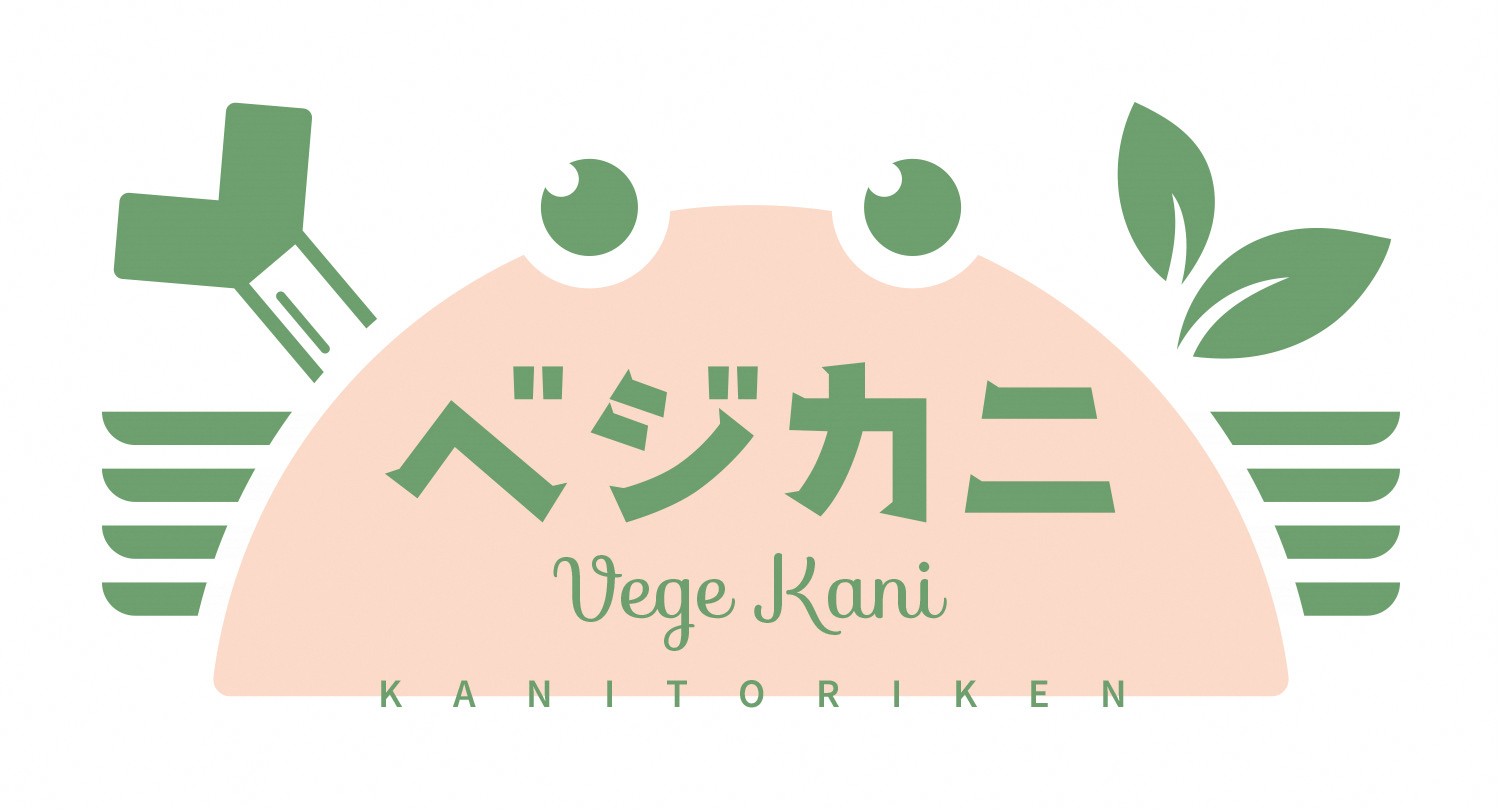 ベジカニ
Vege Kani
KANITORIKEN